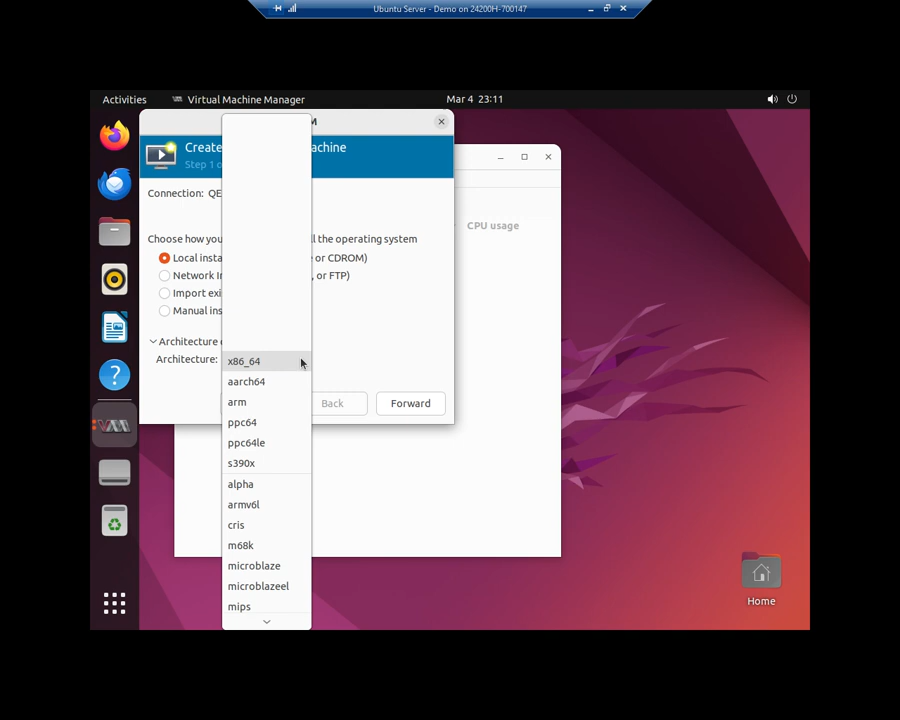 Ubuntu Server - Demo on 24200H-700147
Activities
Virtual Machine Manager
Mar 4 23:11
M
Create
achine
Step 1 o
CPU usage
Connection: QE
Choose how you
ll the operating system
Local insta
e or CDROM)
Network I
, or FTP)
Import exi
Manual ins
Architecture
Architecture:
x86_64
aarch64
arm
ppc64
ppc64le
s390x
alpha
armv6l
cris
m68k
microblaze
microblazeel
mips
Back
Forward
Home